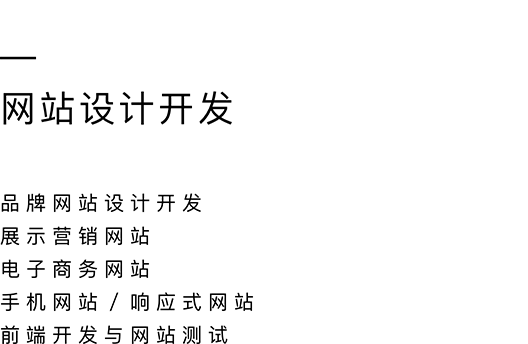 网站设计开发
品牌网站设计开发
展示营销网站
电子商务网站
手机网站 / 响应式网站
前端开发与网站测试